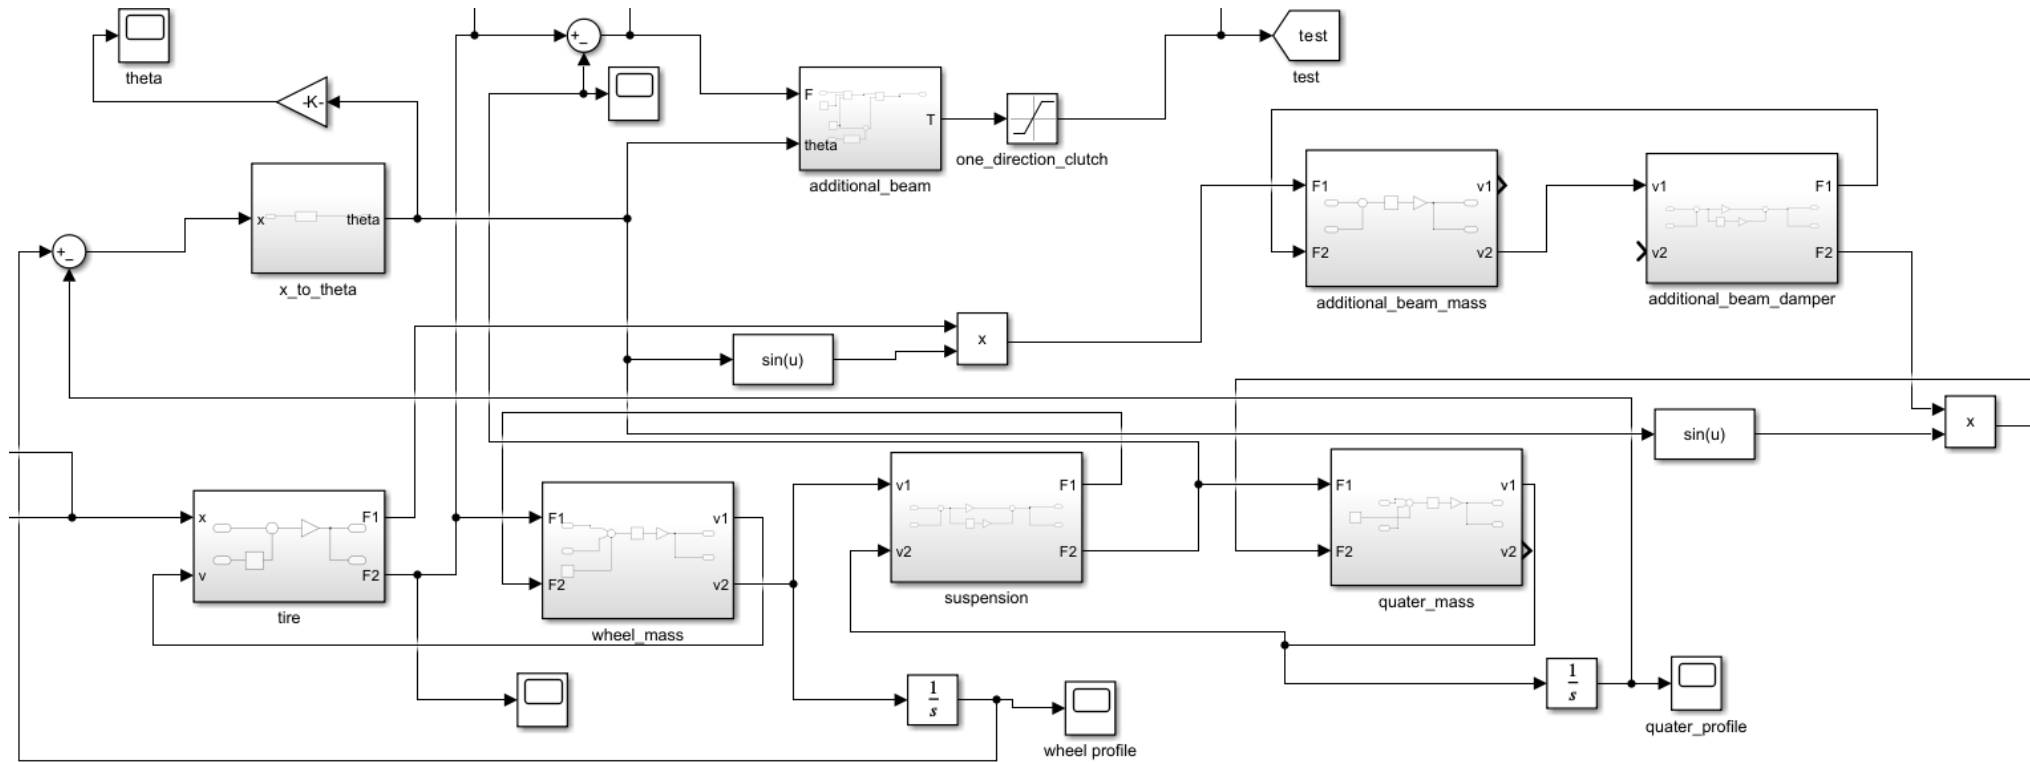 theta
-K-
+
_
F
theta
T
additional_beam
one_direction_clutch
test
test
x
theta
x_to_theta
+
_
+
_
F1
F2
v1
v2
additional_beam_mass
v1
v2
F1
F2
additional_beam_damper
sin(u)
x
sin(u)
x
x
v
F1
F2
tire
F1
F2
v1
v2
wheel_mass
v1
v2
F1
F2
suspension
F1
F2
v1
v2
quater_mass
1
s
wheel profile
1
s
quater_profile